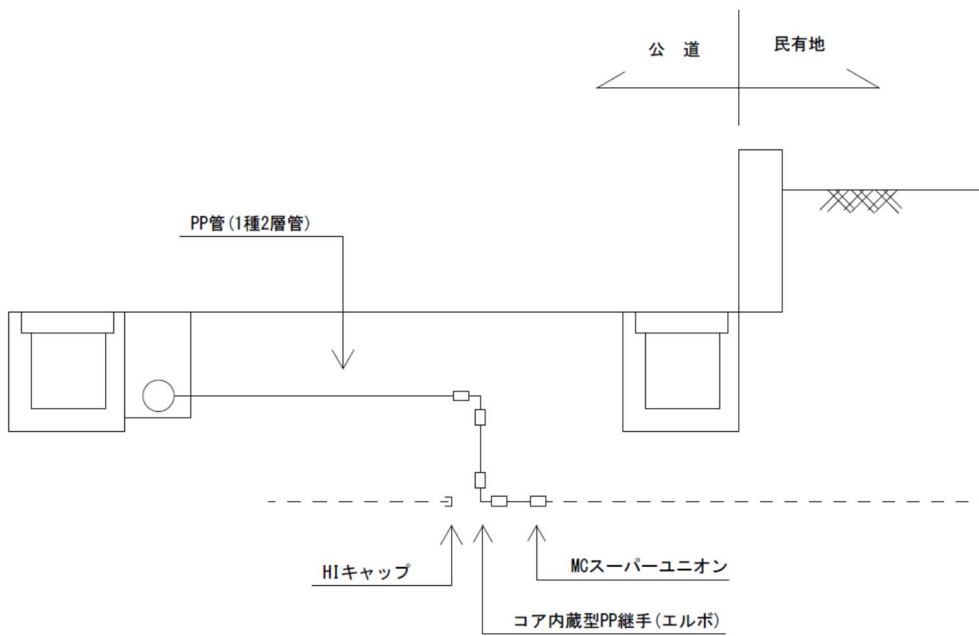 公 道
民有地
PP管(1種2層管)
HIキャップ
MCスーパーユニオン
コア内蔵型PP継手(エルボ)